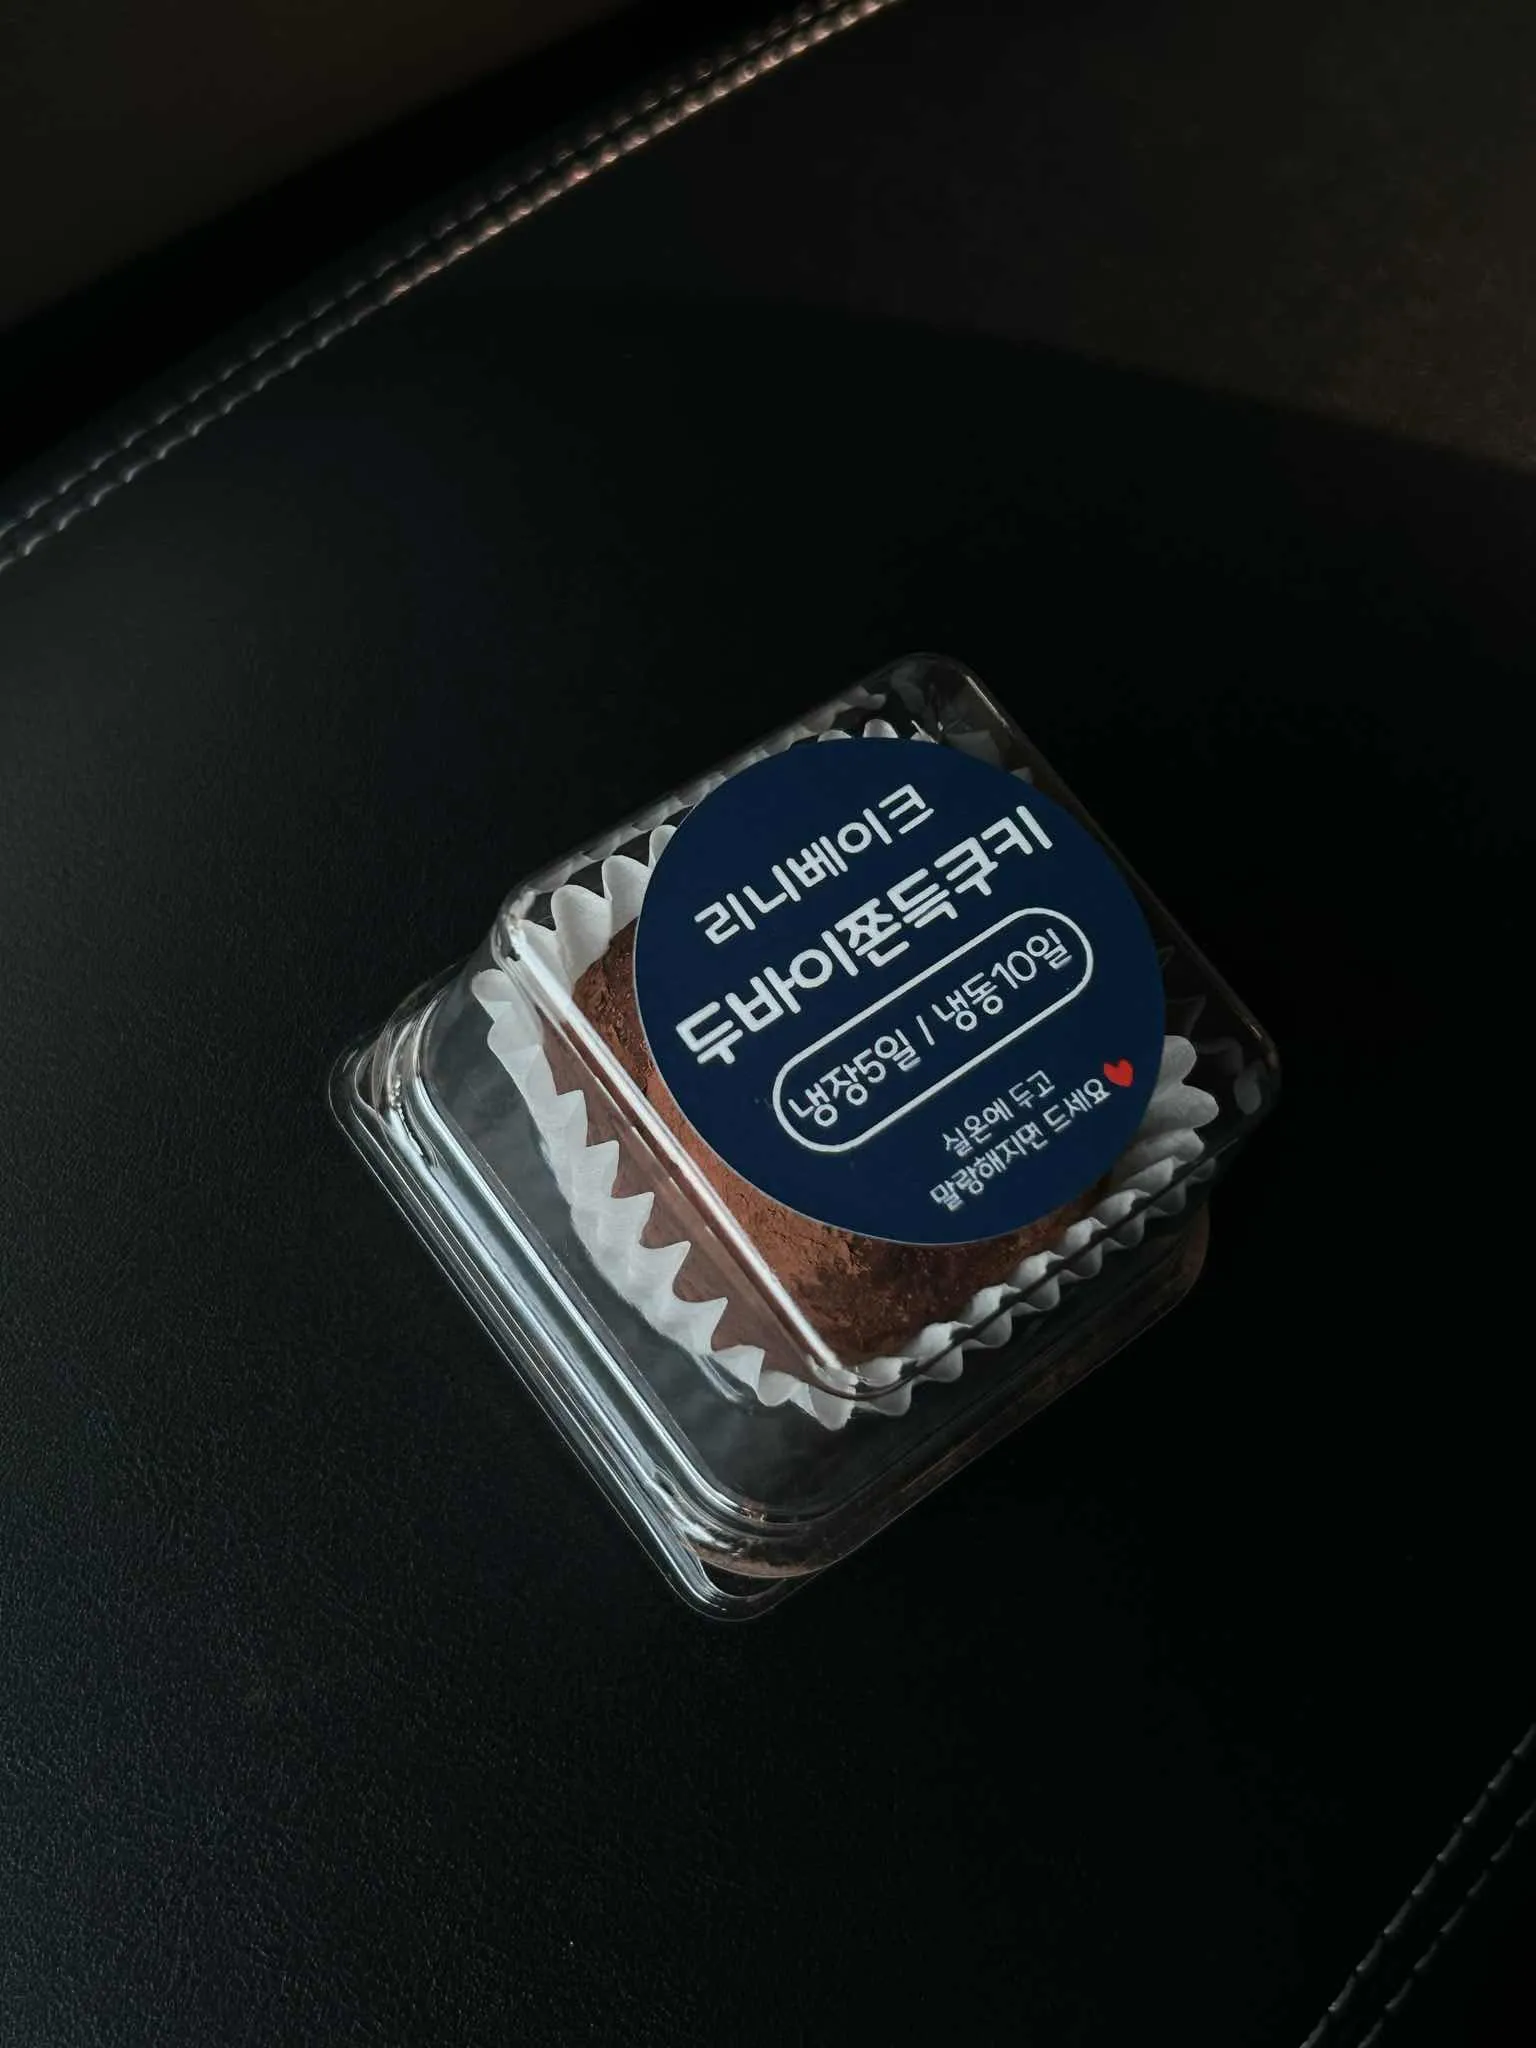 리니베이크
두바이쫀득쿠키
냉장5일 / 냉동10일
실온에 두고
말랑해지면 드세요❤